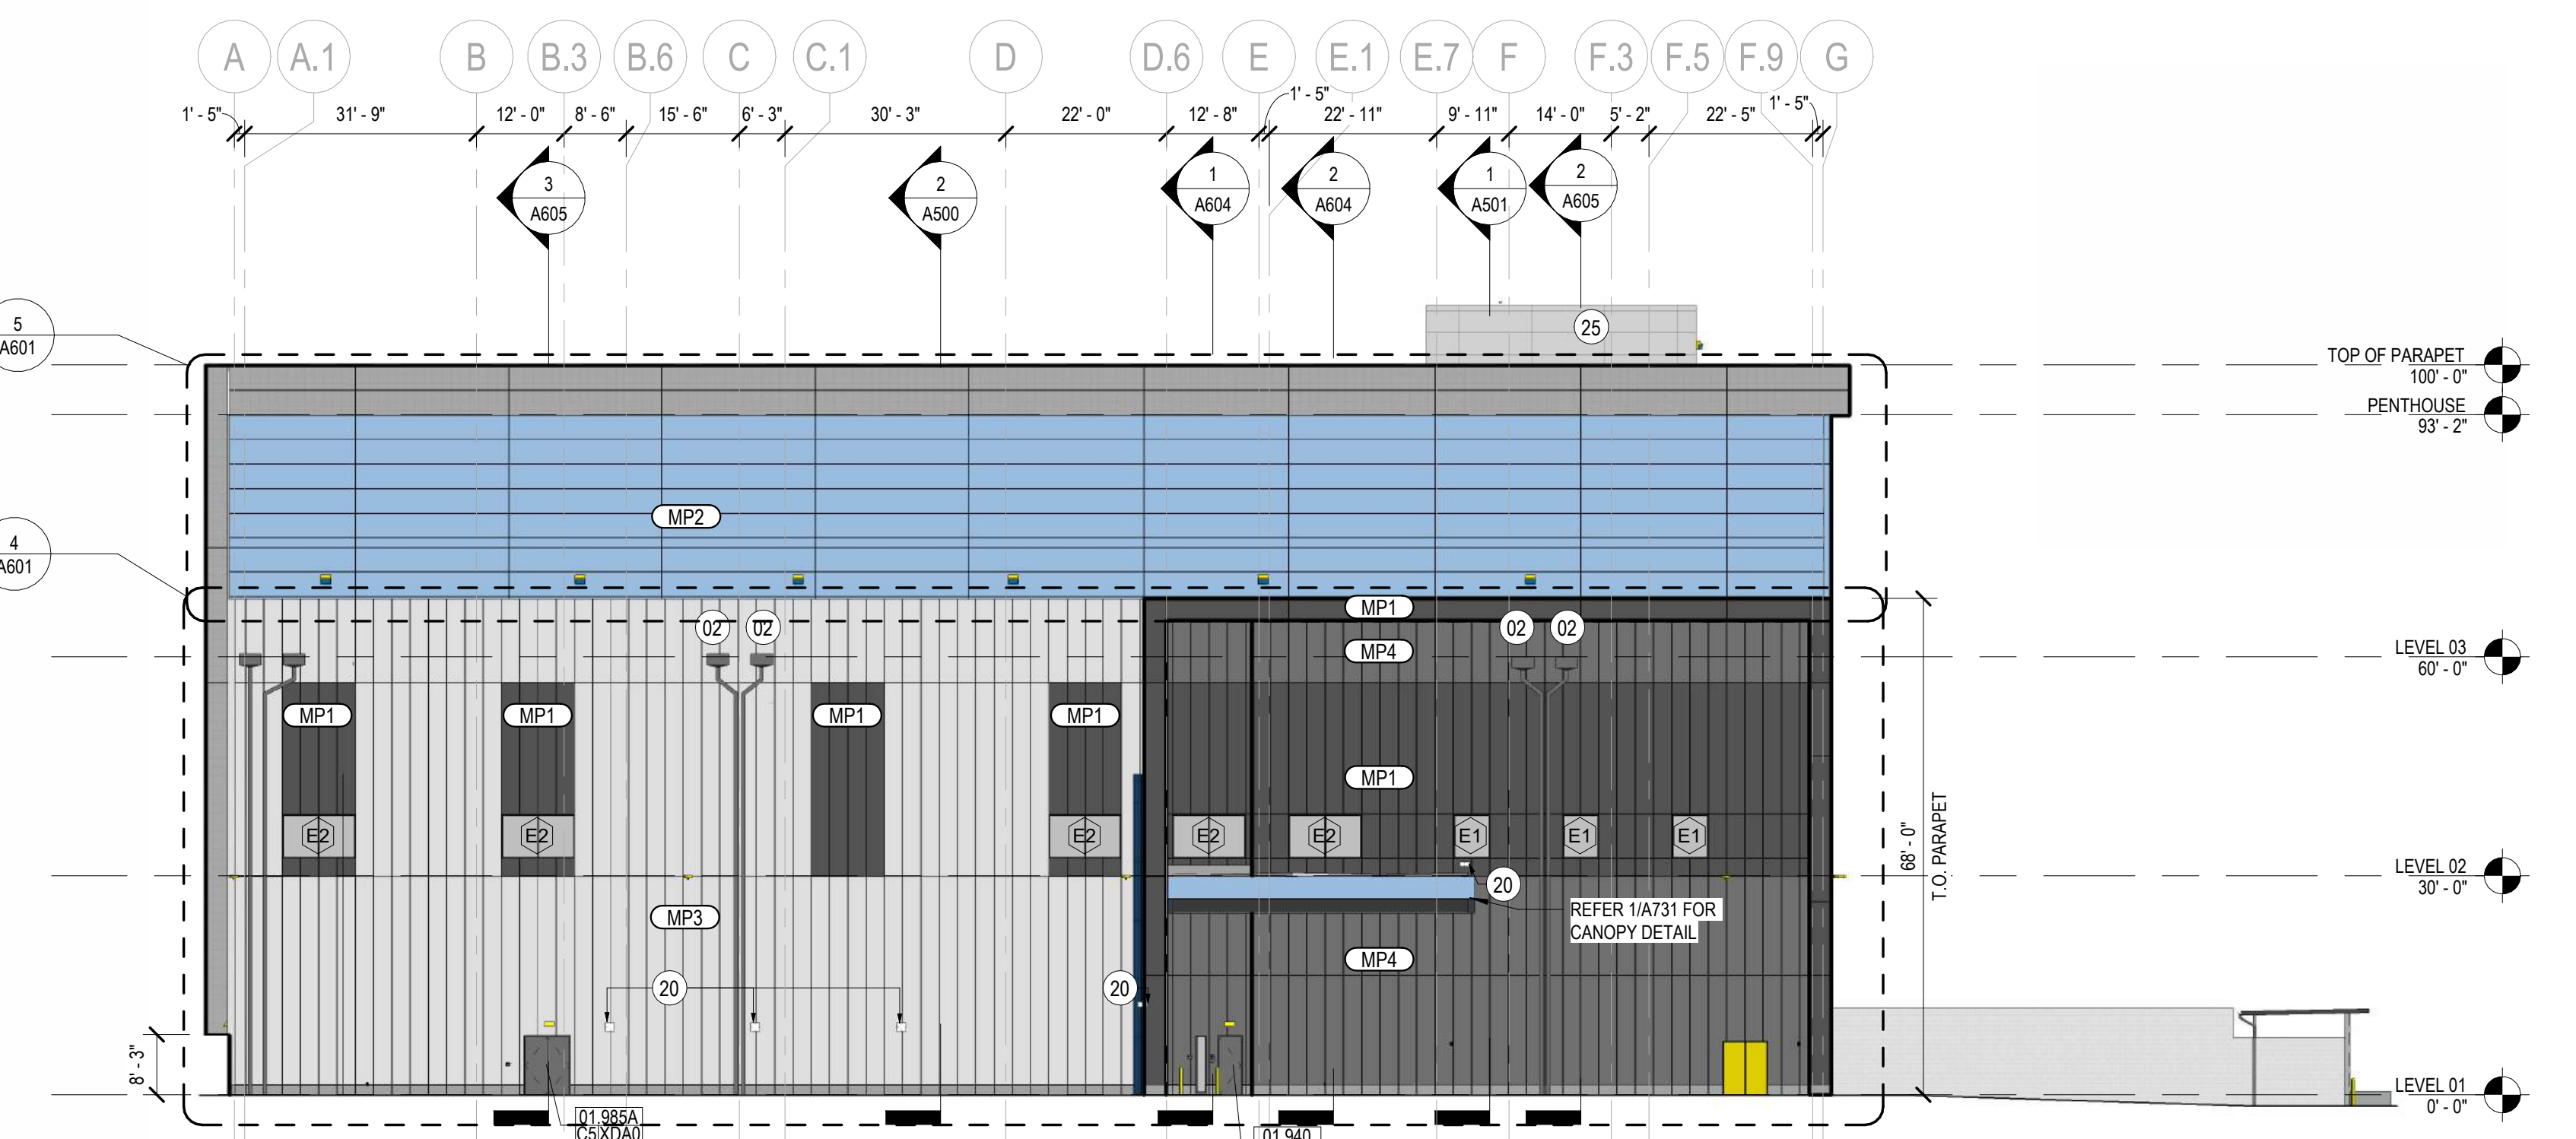 A A.1 B B.3 B.6 C C.1 D D.6 E E.1 E.7 F F.3 F.5 F.9 G
1' - 5" 31' - 9" 12' - 0" 8' - 6" 15' - 6" 6' - 3" 30' - 3" 22' - 0" 12' - 8" 1' - 5" 22' - 11" 9' - 11" 14' - 0" 5' - 2" 22' - 5" 1' - 5"
3
A605
2
A500
1
A604
2
A604
1
A501
2
A605
5
A601
25
TOP OF PARAPET
100' - 0"
PENTHOUSE
93' - 2"
MP2
4
A601
MP1
02 02 02 02
MP4
LEVEL 03
60' - 0"
MP1 MP1 MP1 MP1
MP1
E2 E2 E2 E2 E2 E1 E1 E1
68' - 0"
T.O. PARAPET
20
LEVEL 02
30' - 0"
MP3
REFER 1/A731 FOR
CANOPY DETAIL
MP4
20 20
8' - 3"
LEVEL 01
0' - 0"
01.985A
C5|XDA0
01.940